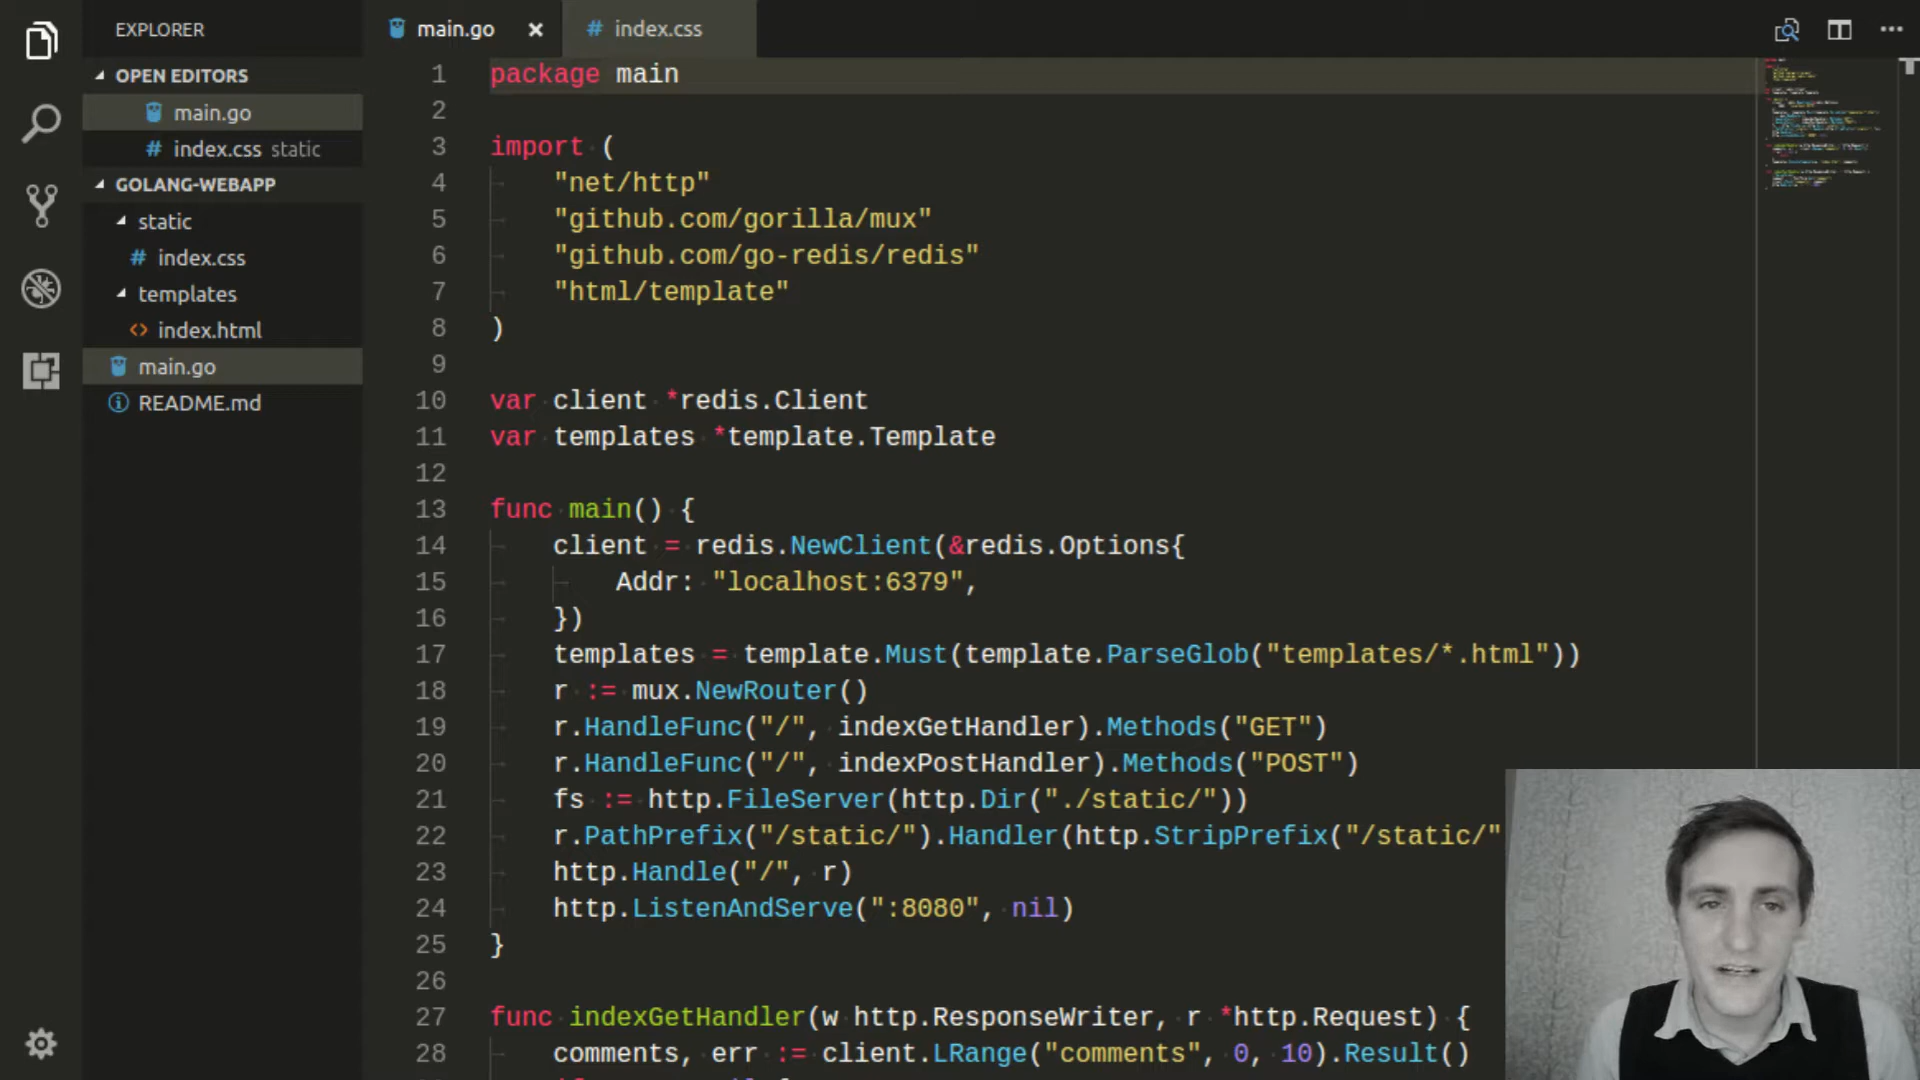 EXPLORER
OPEN EDITORS
main.go
index.css static
GOLANG-WEBAPP
static
index.css
templates
index.html
main.go
README.md
main.go ×
# index.css
1 package main
2
3 import (
4 "net/http"
5 "github.com/gorilla/mux"
6 "github.com/go-redis/redis"
7 "html/template"
8 )
9
10 var client *redis.Client
11 var templates *template.Template
12
13 func main() {
14 client = redis.NewClient(&redis.Options{
15 Addr: "localhost:6379",
16 })
17 templates = template.Must(template.ParseGlob("templates/*.html"))
18 r := mux.NewRouter()
19 r.HandleFunc("/", indexGetHandler).Methods("GET")
20 r.HandleFunc("/", indexPostHandler).Methods("POST")
21 fs := http.FileServer(http.Dir("./static/"))
22 r.PathPrefix("/static/").Handler(http.StripPrefix("/static/"
23 http.Handle("/", r)
24 http.ListenAndServe(":8080", nil)
25 }
26
27 func indexGetHandler(w http.ResponseWriter, r *http.Request) {
28 comments, err := client.LRange("comments", 0, 10).Result()